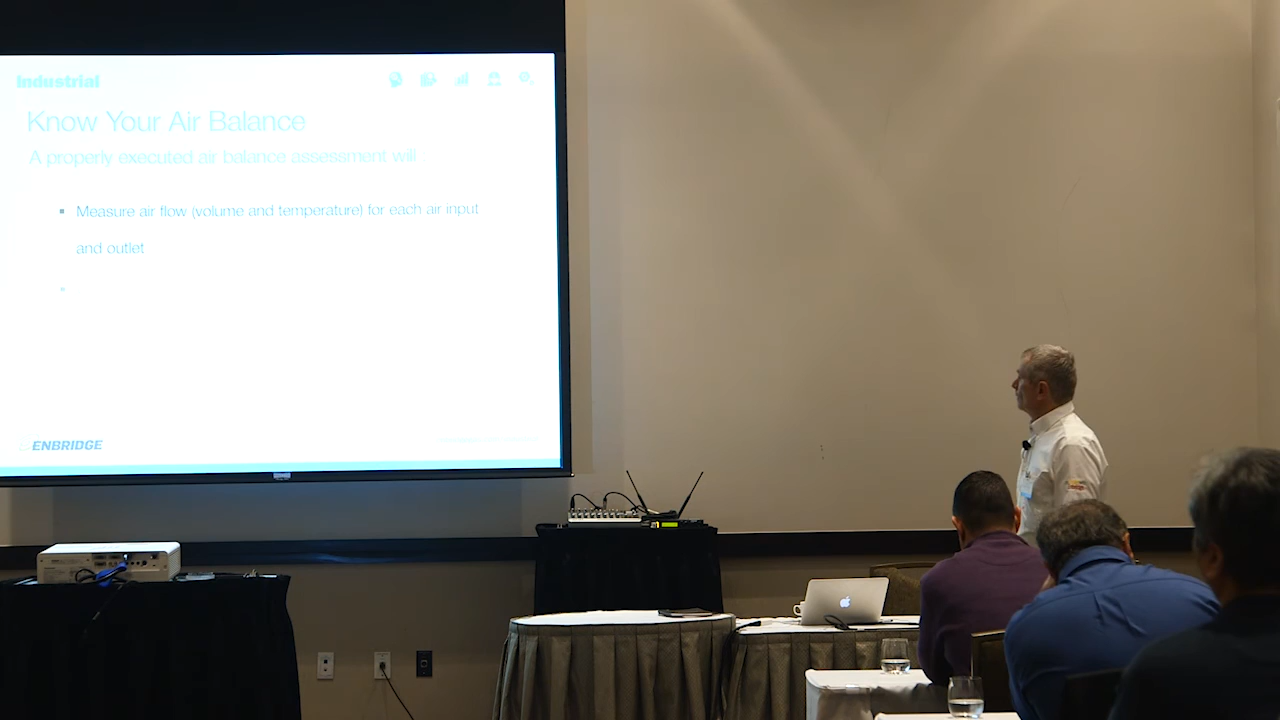 Industrial
Know Your Air Balance
A properly executed air balance assessment will
Measure air flow (volume and temperature) for each air input
and outlet
ENBRIDGE